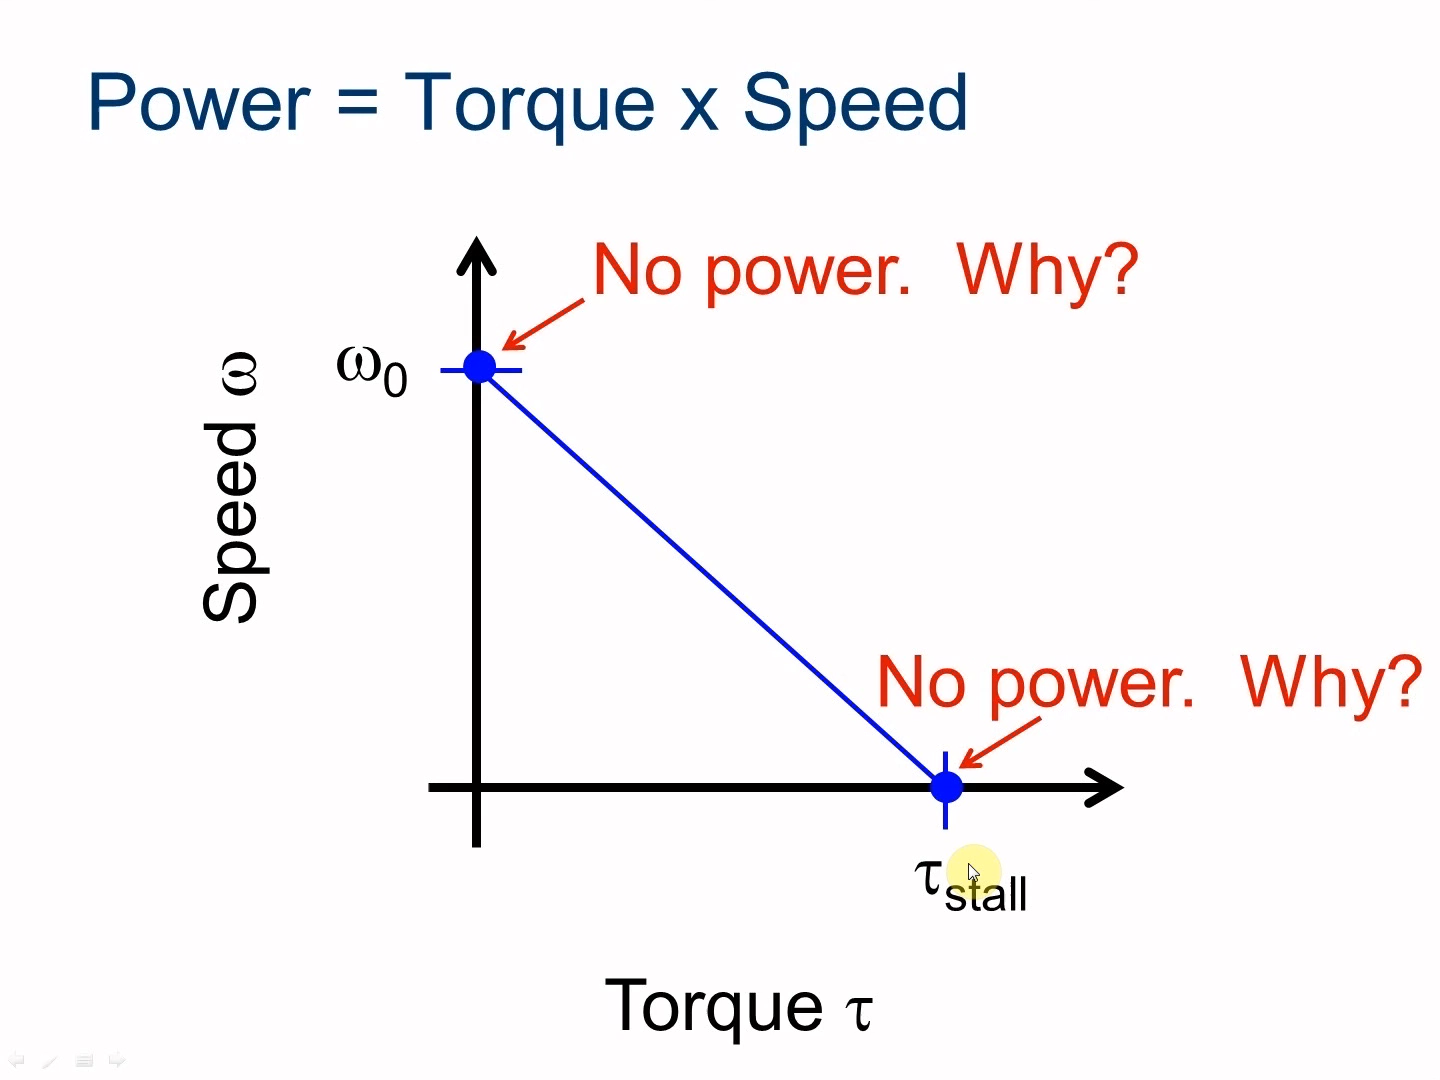 Power = Torque x Speed
No power.  Why?
ω0
Speed ω
No power.  Why?
τstall
Torque τ